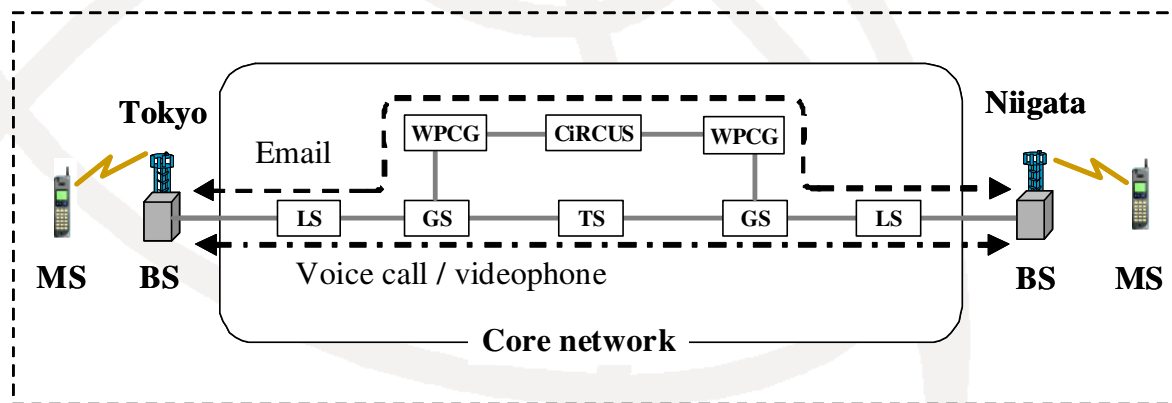 Tokyo
Niigata
WPCG
CiRCUS
WPCG
Email
LS
GS
TS
GS
LS
MS
BS
Voice call / videophone
BS
MS
Core network